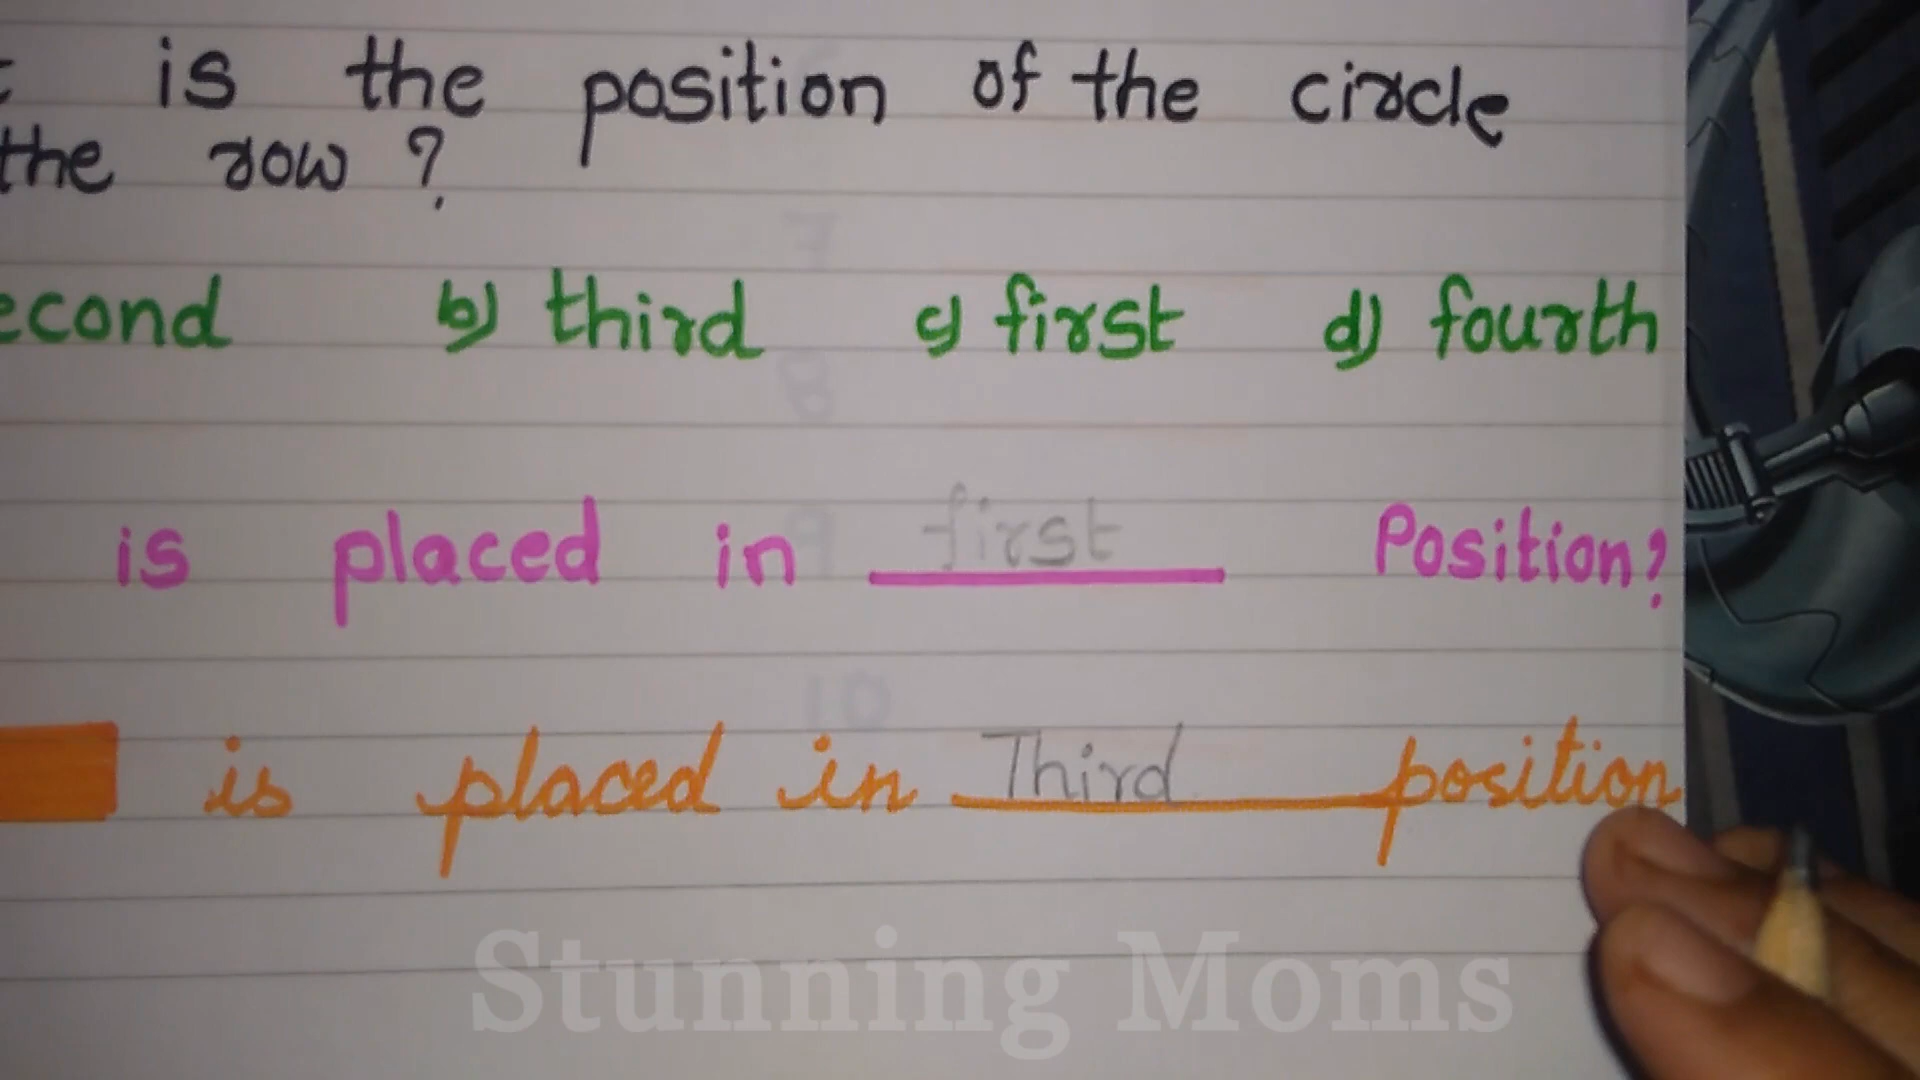 is the position of the circle
the row ?
econd b) third c) first d) fourth
is placed in first Position?
is placed in Third position
Stunning Moms